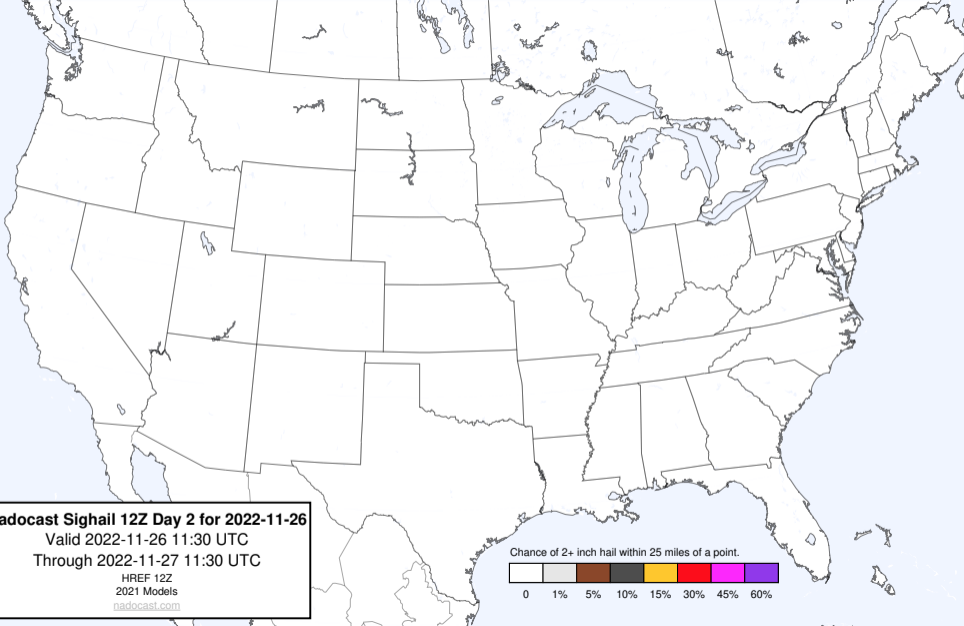 adocast Sighail 12Z Day 2 for 2022-11-26
Valid 2022-11-26 11:30 UTC
Through 2022-11-27 11:30 UTC
HREF 12Z
2021 Models
nadocast.com
Chance of 2+ inch hail within 25 miles of a point.
0 1% 5% 10% 15% 30% 45% 60%